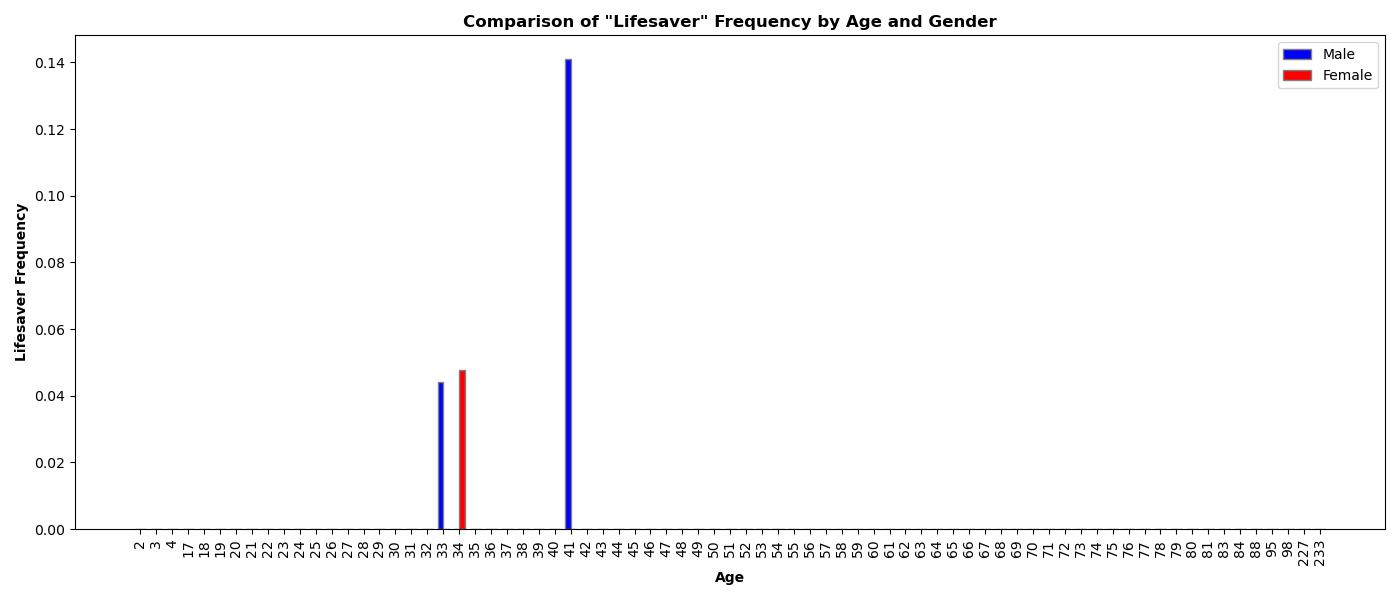 Comparison of "Lifesaver" Frequency by Age and Gender
Male
Female
0.14
0.12
0.10
0.08
0.06
0.04
0.02
0.00
Lifesaver Frequency
2 3 4 17 18 19 20 21 22 23 24 25 26 27 28 29 30 31 32 33 34 35 36 37 38 39 40 41 42 43 44 45 46 47 48 49 50 51 52 53 54 55 56 57 58 59 60 61 62 63 64 65 66 67 68 69 70 71 72 73 74 75 76 77 78 79 80 81 83 84 88 95 98 227 233
Age